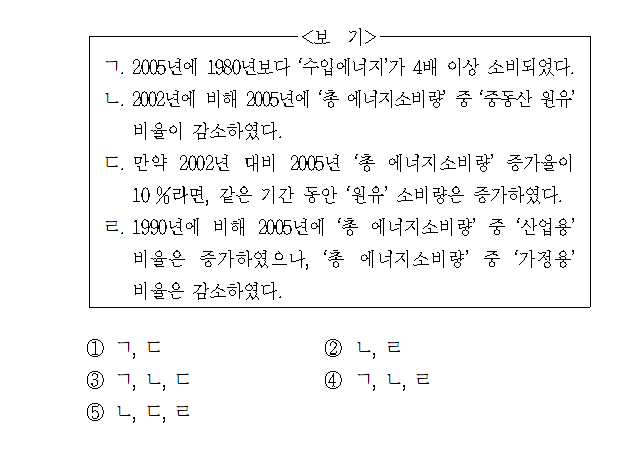 <보 기>
ㄱ. 2005년에 1980년보다 ‘수입에너지’가 4배 이상 소비되었다.
ㄴ. 2002년에 비해 2005년에 ‘총 에너지소비량’ 중 ‘중동산 원유’
비율이 감소하였다.
ㄷ. 만약 2002년 대비 2005년 ‘총 에너지소비량’ 증가율이
10 %라면, 같은 기간 동안 ‘원유’ 소비량은 증가하였다.
ㄹ. 1990년에 비해 2005년에 ‘총 에너지소비량’ 중 ‘산업용’
비율은 증가하였으나, ‘총 에너지소비량’ 중 ‘가정용’
비율은 감소하였다.
① ㄱ, ㄷ ② ㄴ, ㄹ
③ ㄱ, ㄴ, ㄷ ④ ㄱ, ㄴ, ㄹ
⑤ ㄴ, ㄷ, ㄹ